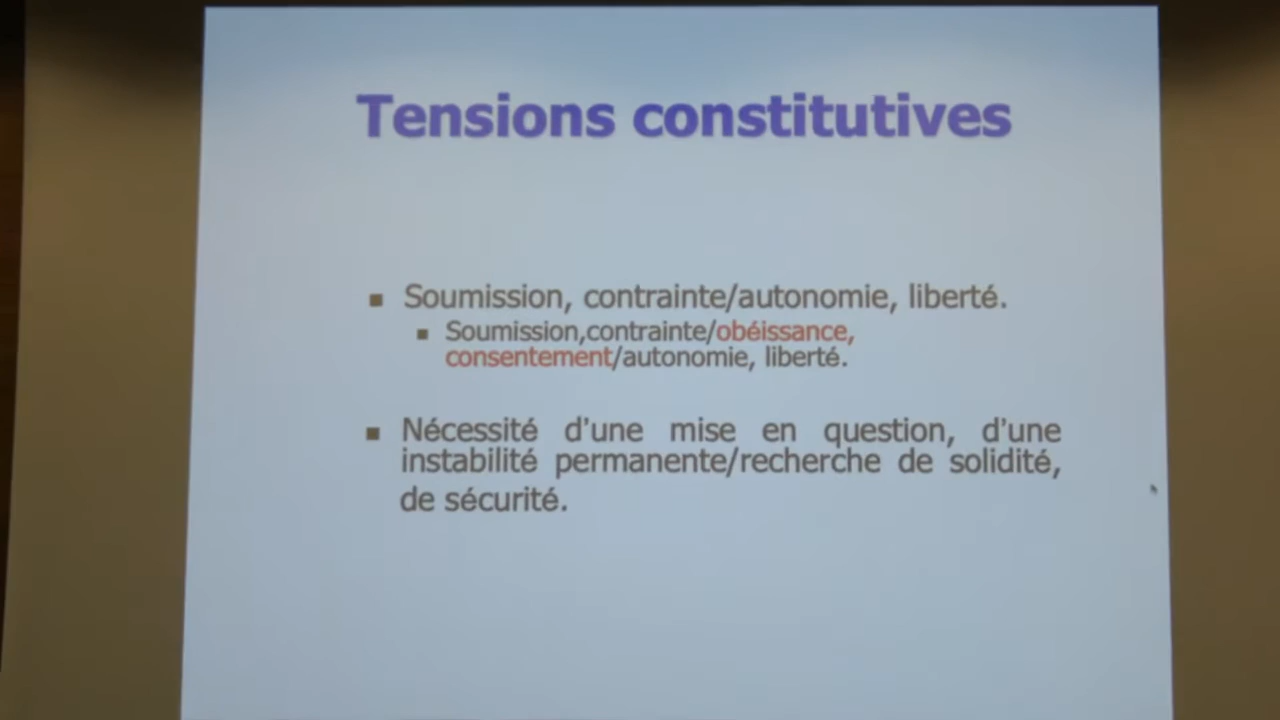 Tensions constitutives
Soumission, contrainte/autonomie, liberté.
Soumission,contrainte/obéissance,
consentement/autonomie, liberté.
Nécessité d'une mise en question, d'une
instabilité permanente/recherche de solidité,
de sécurité.